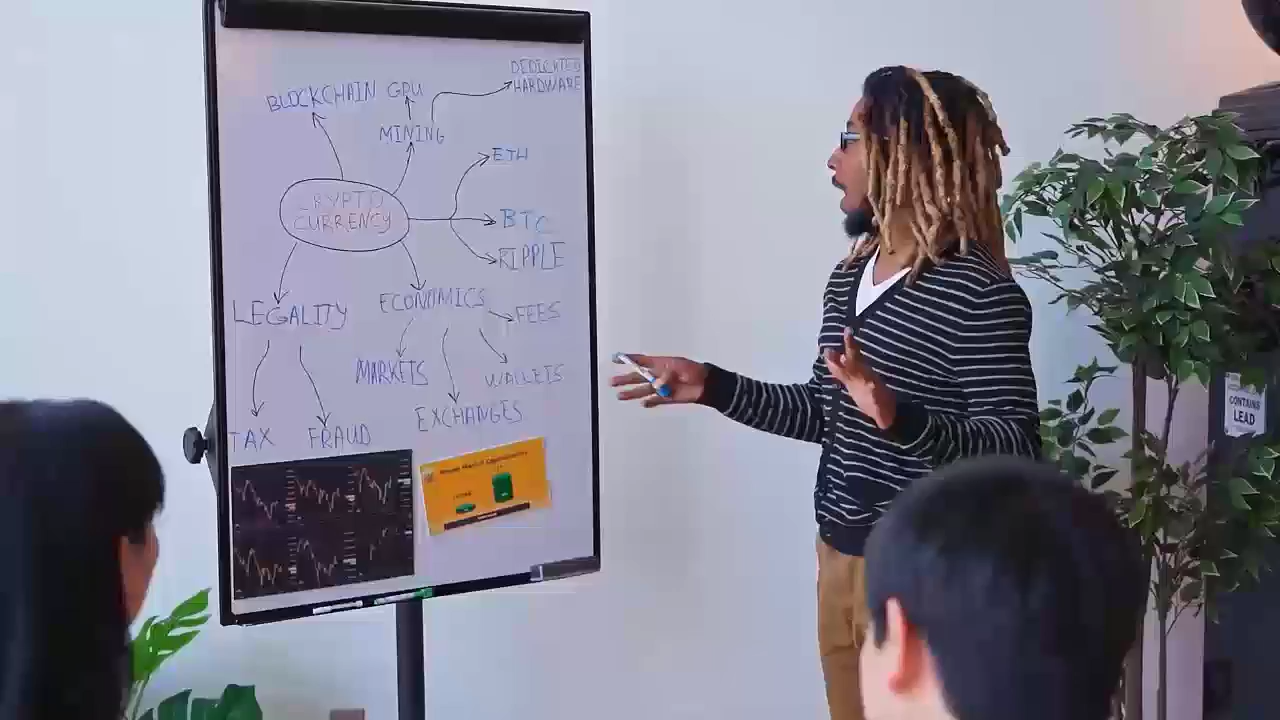 DEDICATED
HARDWARE
BLOCKCHAIN GPU
MINING
ETH
CRYPTO
CURRENCY
BTC
RIPPLE
LEGALITY
ECONOMICS
FEES
MARKETS
WALLETS
EXCHANGES
TAX
FRAUD
CONTAINS
LEAD